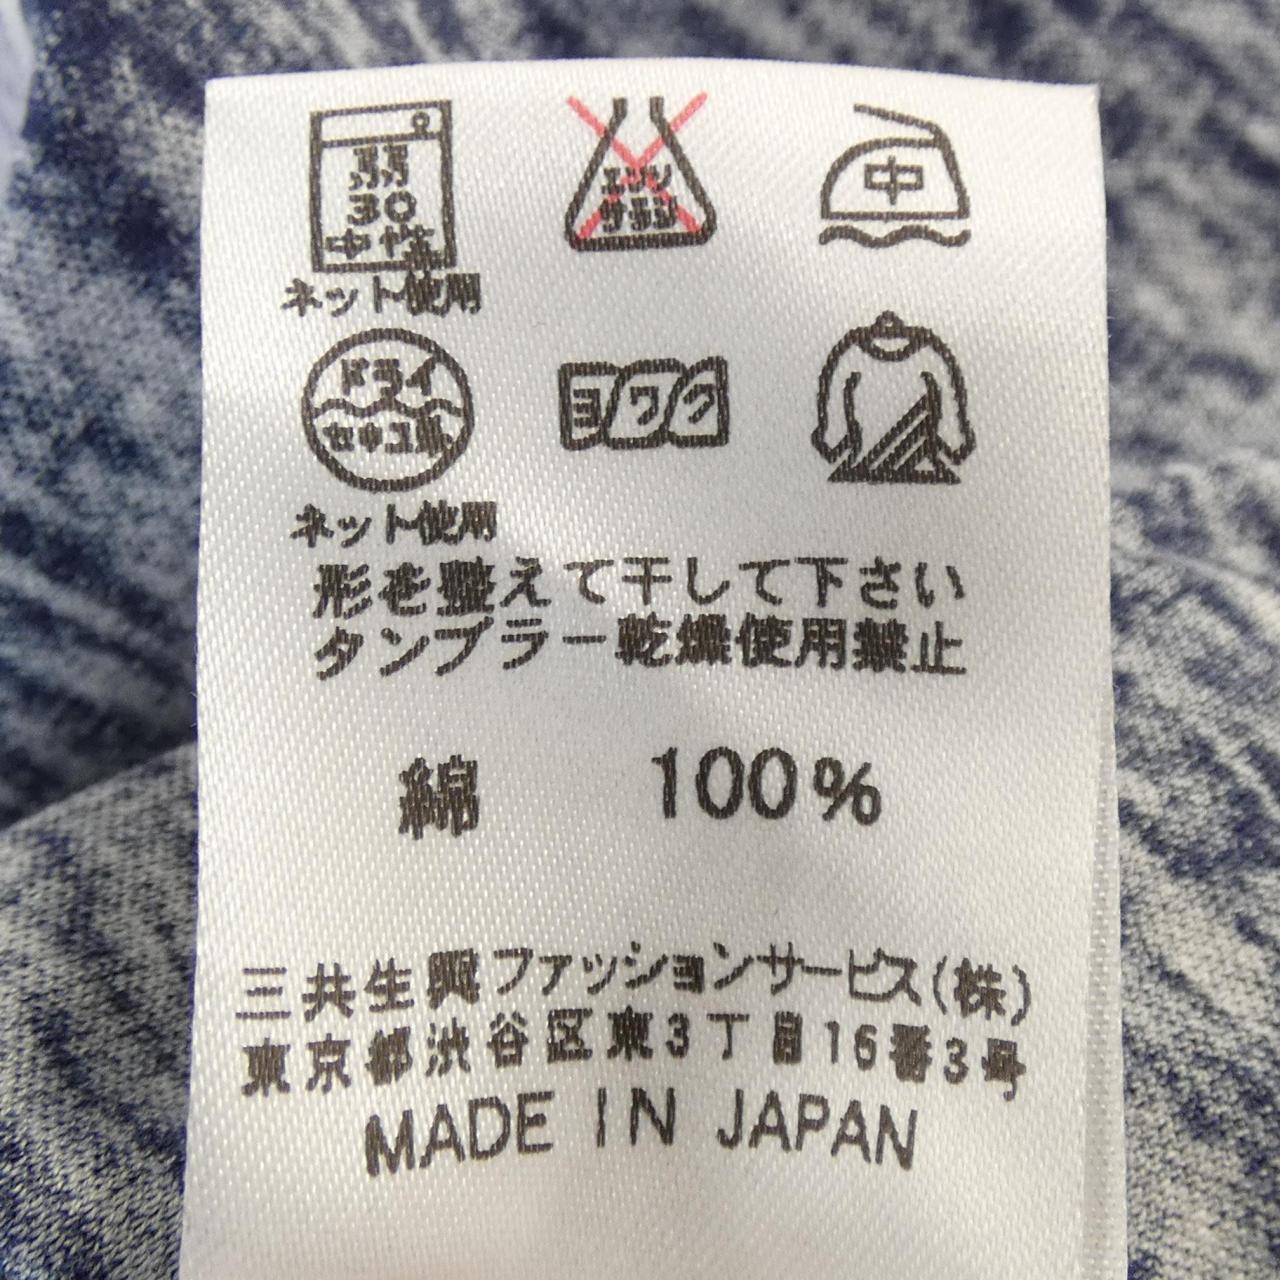 弱
30
中性
ネット使用
エンソ
サラシ
中
ドライ
セキユ系
ネット使用
ヨワク
形を整えて干して下さい
タンブラー乾燥使用禁止
綿 100%
三共生興ファッションサービス(株)
東京都渋谷区東3丁目16番3号
MADE IN JAPAN